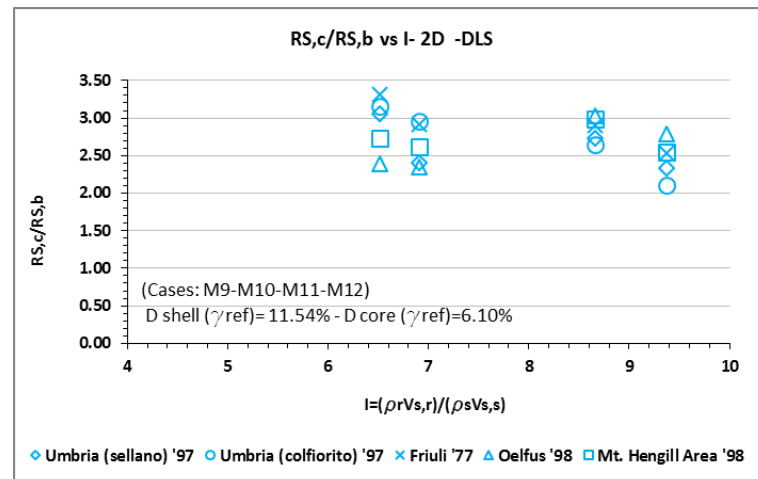 RS,c/RS,b vs I- 2D -DLS
RS,c/RS,b
3.50
3.00
2.50
2.00
1.50
1.00
0.50
0.00
(Cases: M9-M10-M11-M12)
D shell (γref)= 11.54% - D core (γref)=6.10%
4 5 6 7 8 9 10
I=(ρrVs,r)/(ρsVs,s)
Umbria (sellano) '97 Umbria (colfiorito) '97 Friuli '77 Oelfus '98 Mt. Hengill Area '98